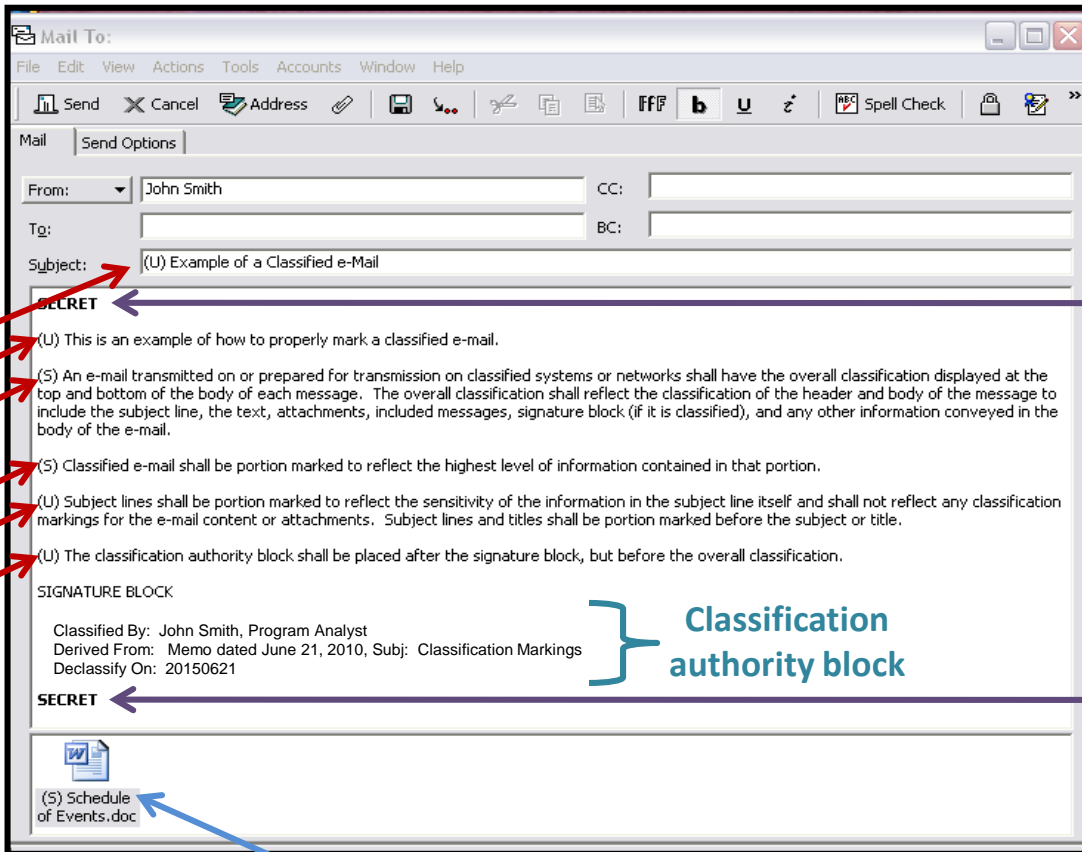 Mail To:
File Edit View Actions Tools Accounts Window Help
Send Cancel Address FfF b u i ABC Spell Check »
Mail Send Options
From: John Smith CC:
To: BC:
Subject: (U) Example of a Classified e-Mail
SECRET
(U) This is an example of how to properly mark a classified e-mail.
(S) An e-mail transmitted on or prepared for transmission on classified systems or networks shall have the overall classification displayed at the
top and bottom of the body of each message. The overall classification shall reflect the classification of the header and body of the message to
include the subject line, the text, attachments, included messages, signature block (if it is classified), and any other information conveyed in the
body of the e-mail.
(S) Classified e-mail shall be portion marked to reflect the highest level of information contained in that portion.
(U) Subject lines shall be portion marked to reflect the sensitivity of the information in the subject line itself and shall not reflect any classification
markings for the e-mail content or attachments. Subject lines and titles shall be portion marked before the subject or title.
(U) The classification authority block shall be placed after the signature block, but before the overall classification.
SIGNATURE BLOCK
Classified By: John Smith, Program Analyst
Derived From: Memo dated June 21, 2010, Subj: Classification Markings
Declassify On: 20150621
Classification
authority block
SECRET
W
(S) Schedule
of Events.doc